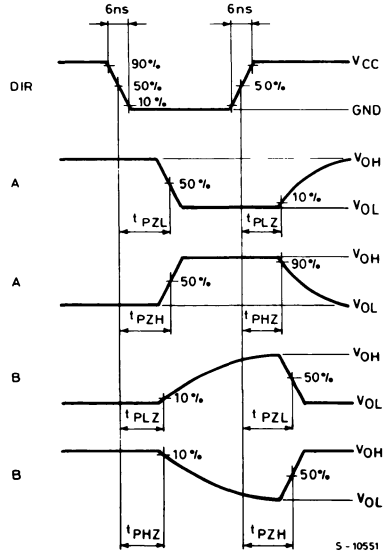 6ns 6ns
90% VCC
DIR 50% 50%
10% GND
VOH
A 50% 10%
VOL
tPZL tPLZ
VOH
A 50% 90%
VOL
tPZH tPHZ
VOH
B 50%
10% VOL
tPLZ tPZL
10% VOH
B 50%
VOL
tPHZ tPZH
S-10551